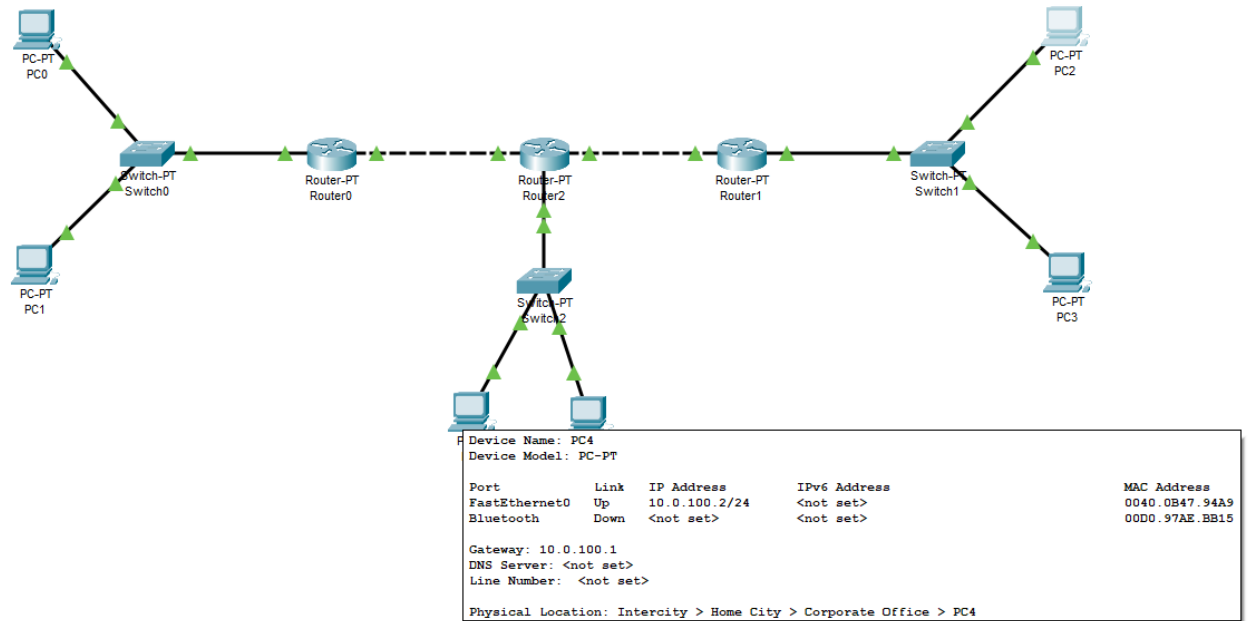 PC-PT
PC0
PC-PT
PC2
Switch-PT
Switch0
Router-PT
Router0
Router-PT
Router2
Router-PT
Router1
Switch-PT
Switch1
PC-PT
PC1
Switch-PT
Switch2
PC-PT
PC3
Device Name: PC4
Device Model: PC-PT
Port Link IP Address IPv6 Address MAC Address
FastEthernet0 Up 10.0.100.2/24 <not set> 0040.0B47.94A9
Bluetooth Down <not set> <not set> 00D0.97AE.BB15
Gateway: 10.0.100.1
DNS Server: <not set>
Line Number: <not set>
Physical Location: Intercity > Home City > Corporate Office > PC4